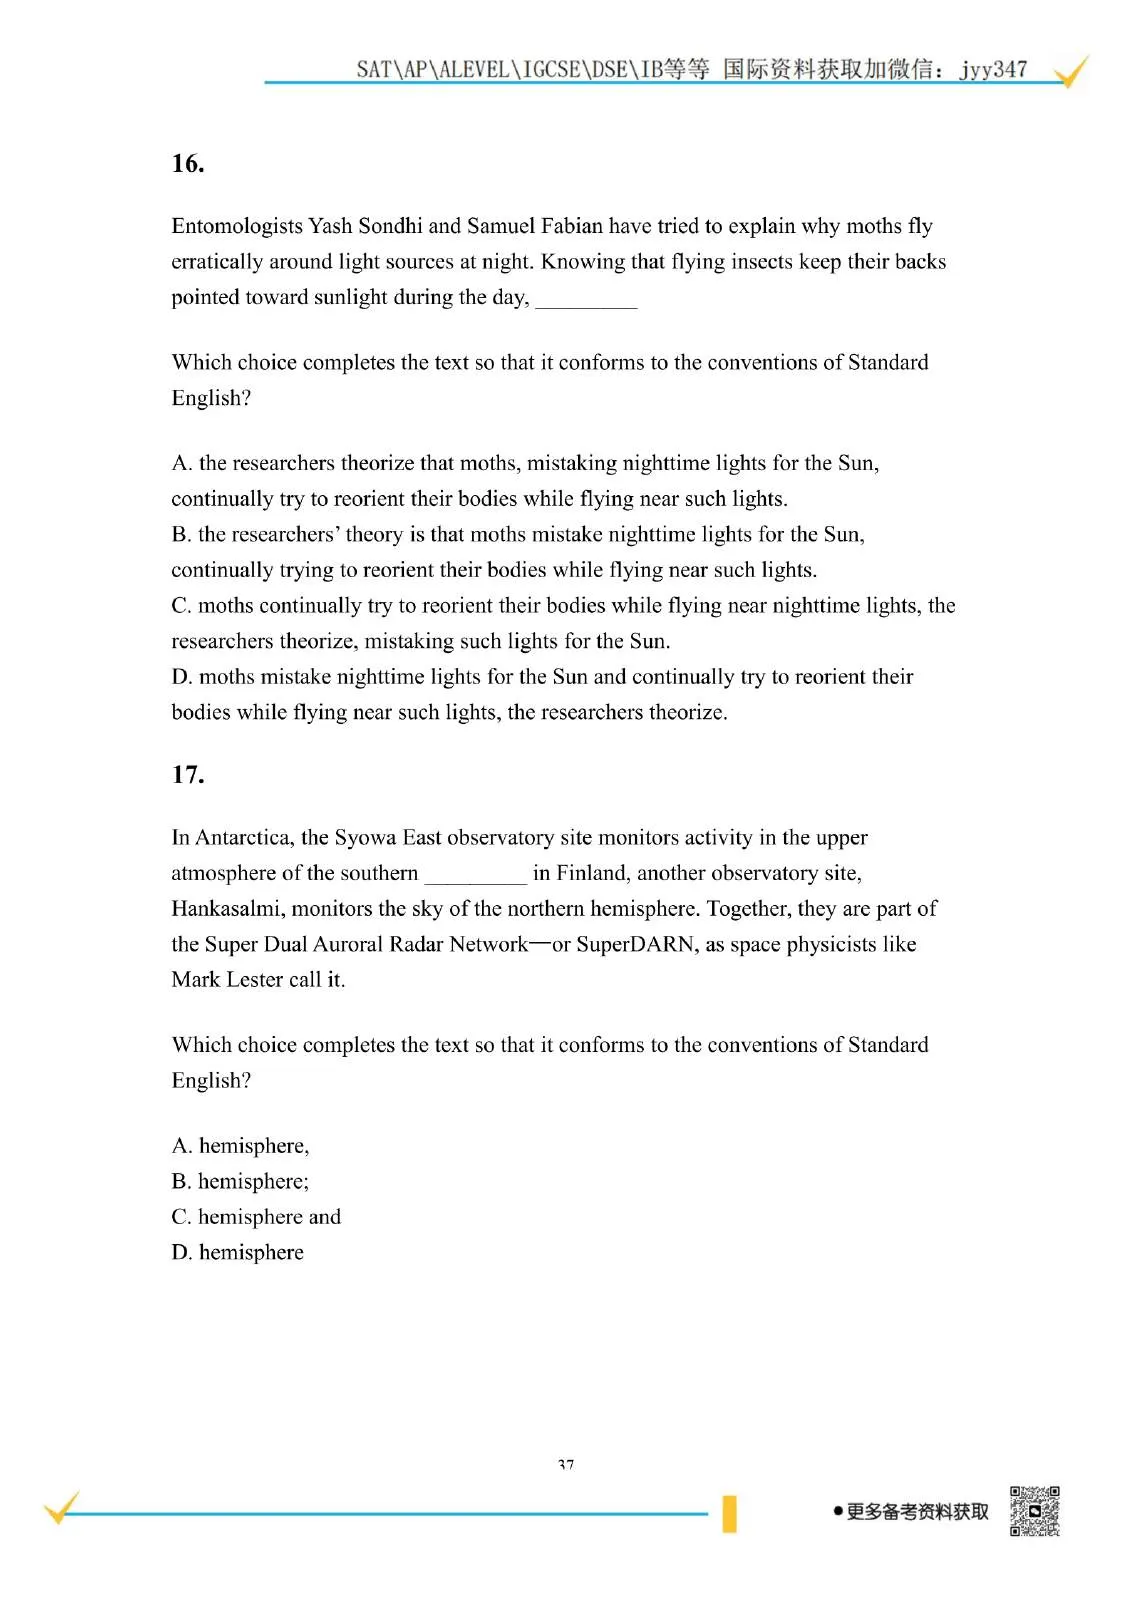 SAT\AP\ALEVEL\IGCSE\DSE\IB等等 国际资料获取加微信：jyy347
16.
Entomologists Yash Sondhi and Samuel Fabian have tried to explain why moths fly
erratically around light sources at night. Knowing that flying insects keep their backs
pointed toward sunlight during the day, _________
Which choice completes the text so that it conforms to the conventions of Standard
English?
A. the researchers theorize that moths, mistaking nighttime lights for the Sun,
continually try to reorient their bodies while flying near such lights.
B. the researchers’ theory is that moths mistake nighttime lights for the Sun,
continually trying to reorient their bodies while flying near such lights.
C. moths continually try to reorient their bodies while flying near nighttime lights, the
researchers theorize, mistaking such lights for the Sun.
D. moths mistake nighttime lights for the Sun and continually try to reorient their
bodies while flying near such lights, the researchers theorize.
17.
In Antarctica, the Syowa East observatory site monitors activity in the upper
atmosphere of the southern _________ in Finland, another observatory site,
Hankasalmi, monitors the sky of the northern hemisphere. Together, they are part of
the Super Dual Auroral Radar Network—or SuperDARN, as space physicists like
Mark Lester call it.
Which choice completes the text so that it conforms to the conventions of Standard
English?
A. hemisphere,
B. hemisphere;
C. hemisphere and
D. hemisphere
37
●更多备考资料获取